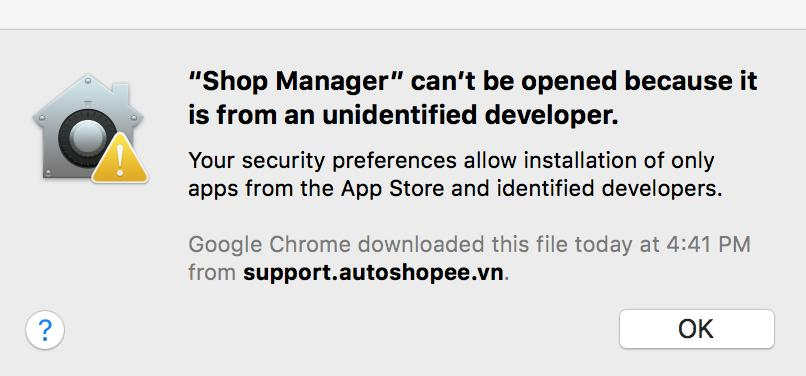 “Shop Manager” can’t be opened because it
is from an unidentified developer.
Your security preferences allow installation of only
apps from the App Store and identified developers.
Google Chrome downloaded this file today at 4:41 PM
from support.autoshopee.vn.
?
OK